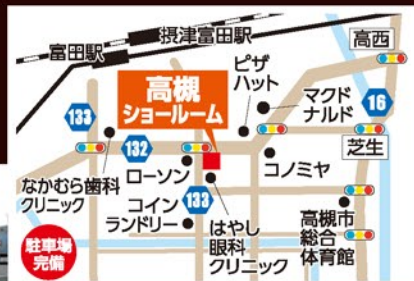 摂津富田駅
富田駅
高西
ピザ
ハット
高槻
ショールーム
マクド
ナルド
16
133
132
芝生
なかむら歯科
クリニック
ローソン
コノミヤ
コイン
ランドリー
133
はやし
眼科
クリニック
高槻市
総合
体育館
駐車場
完備